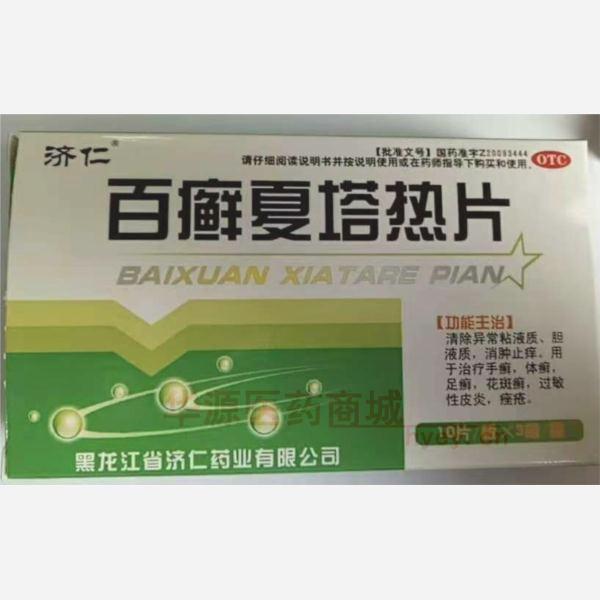 济仁®
【批准文号】国药准字Z20093444
请仔细阅读说明书并按说明使用或在药师指导下购买和使用。
OTC
百癣夏塔热片
BAIXUAN XIATARE PIAN
【功能主治】
清除异常粘液质、胆
液质，消肿止痒。用
于治疗手癣，体癣，
足癣，花斑癣，过敏
性皮炎，痤疮。
华源医药商城
10片
黑龙江省济仁药业有限公司